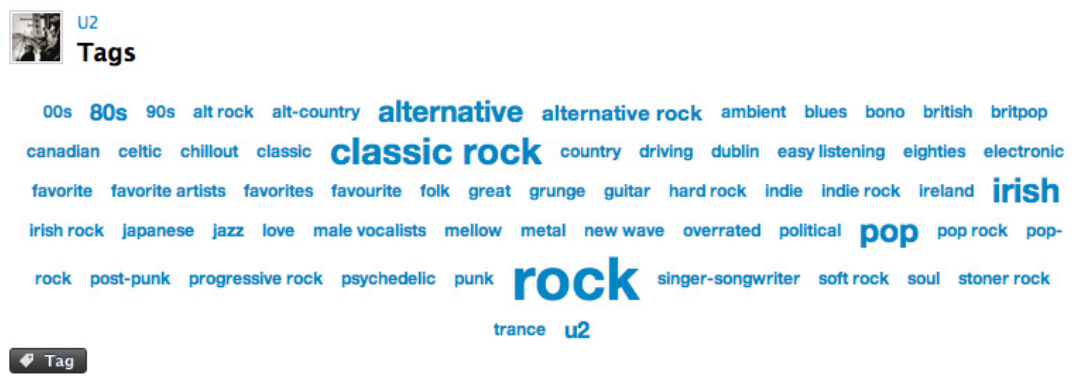 U2
Tags
00s 80s 90s alt rock alt-country alternative alternative rock ambient blues bono british britpop
canadian celtic chillout classic classic rock country driving dublin easy listening eighties electronic
favorite favorite artists favorites favourite folk great grunge guitar hard rock indie indie rock ireland irish
irish rock japanese jazz love male vocalists mellow metal new wave overrated political pop pop rock pop-
rock post-punk progressive rock psychedelic punk rock singer-songwriter soft rock soul stoner rock
trance u2
Tag